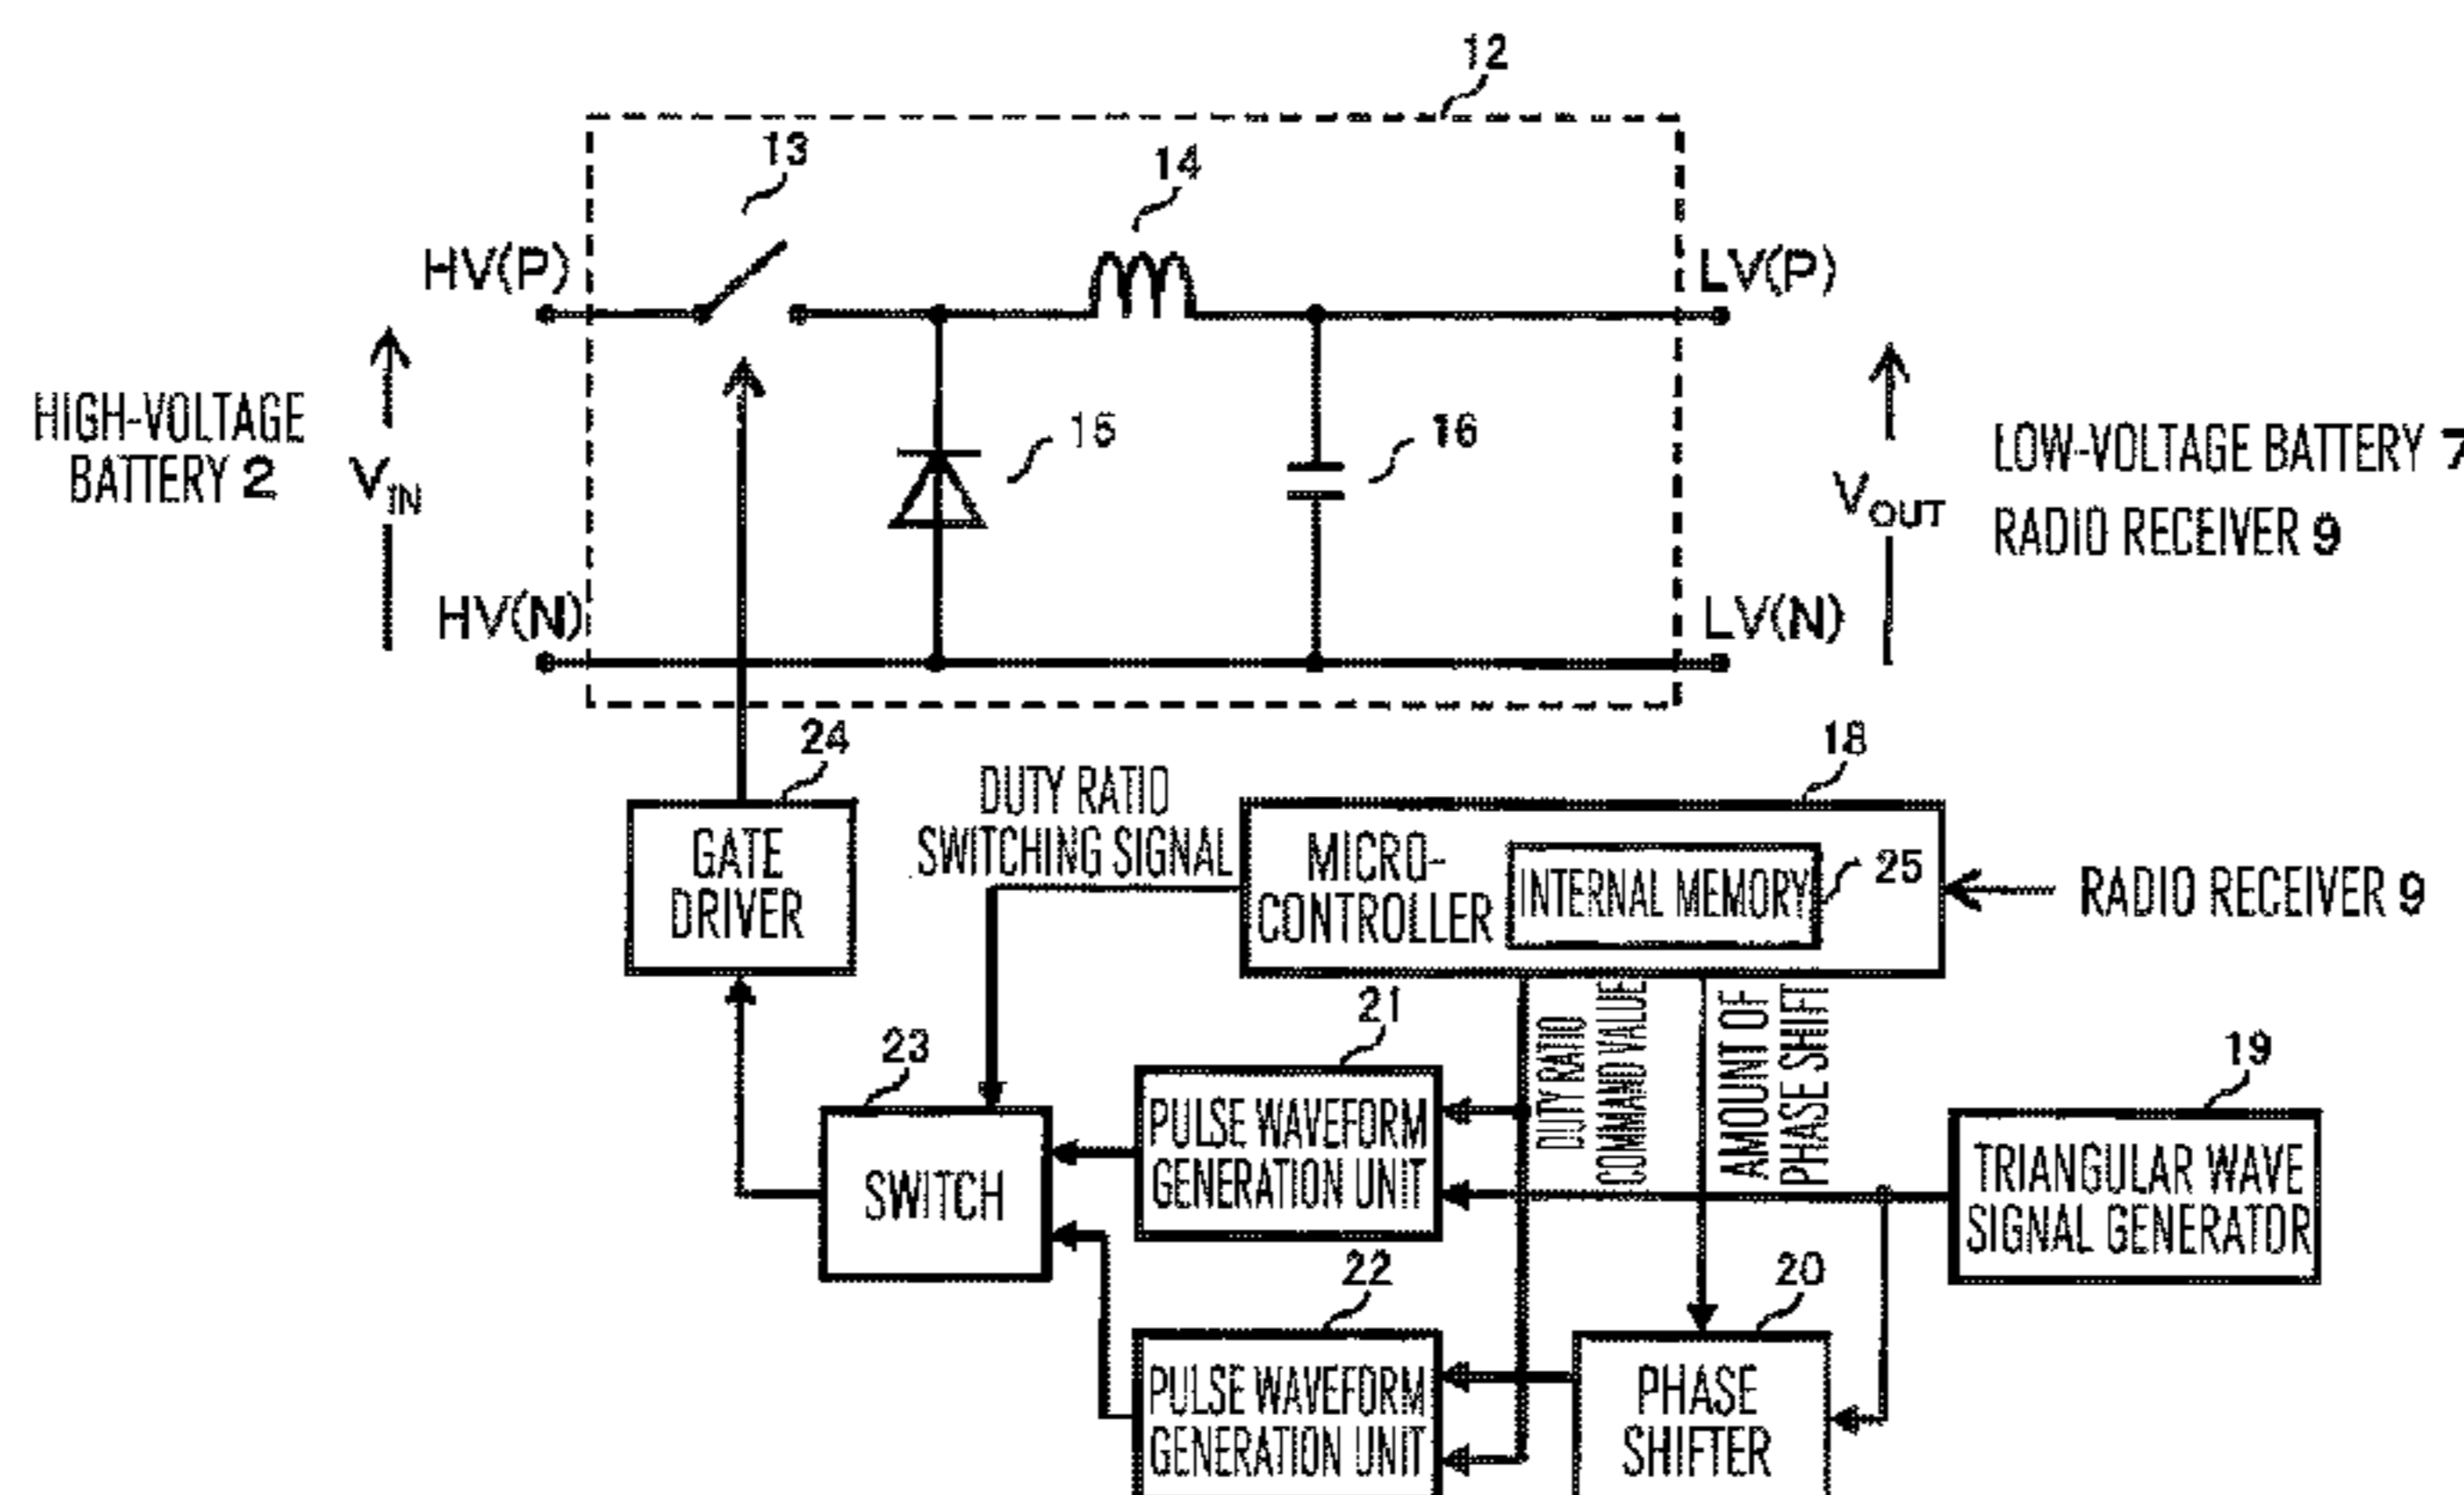 12
13
14
HV(P)
LV(P)
HIGH-VOLTAGE
BATTERY 2
VIN
15
16
VOUT
LOW-VOLTAGE BATTERY 7
RADIO RECEIVER 9
HV(N)
LV(N)
24
18
DUTY RATIO
SWITCHING SIGNAL
GATE
DRIVER
MICRO-
CONTROLLER
INTERNAL MEMORY
25
RADIO RECEIVER 9
21
DUTY RATIO
COMMAND VALUE
AMOUNT OF
PHASE SHIFT
23
19
PULSE WAVEFORM
GENERATION UNIT
SWITCH
TRIANGULAR WAVE
SIGNAL GENERATOR
22
20
PULSE WAVEFORM
GENERATION UNIT
PHASE
SHIFTER